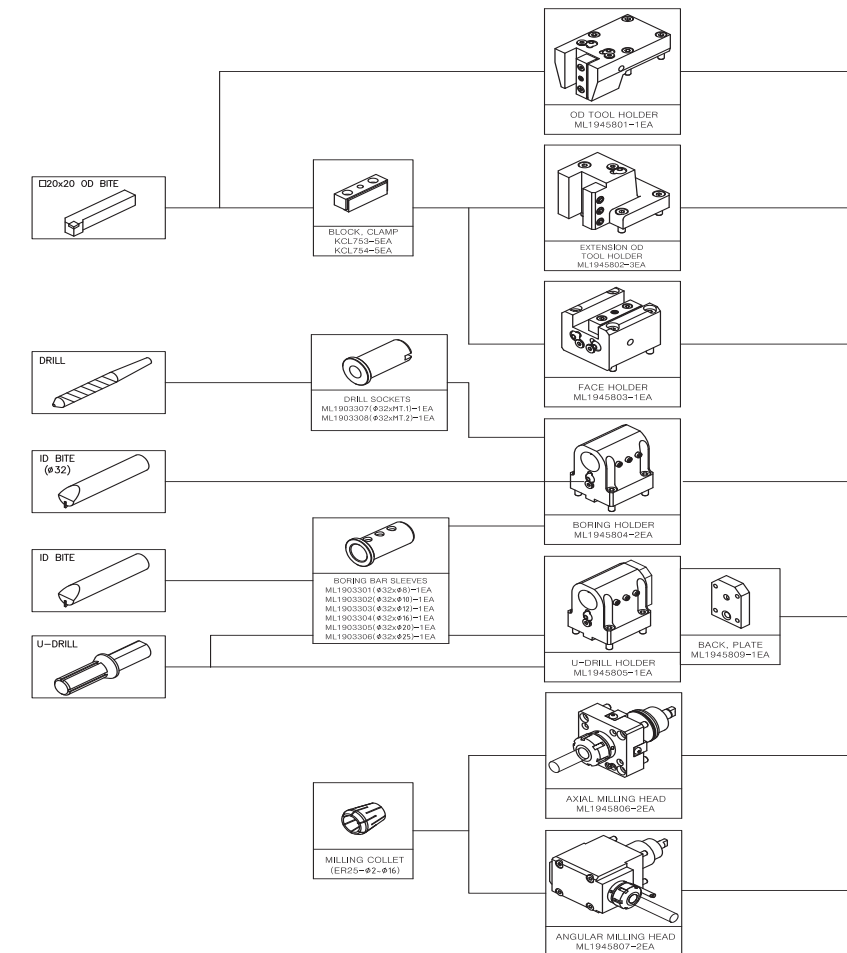 OD TOOL HOLDER
ML1945801-1EA
□20x20 OD BITE
BLOCK, CLAMP
KCL753-5EA
KCL754-5EA
EXTENSION OD
TOOL HOLDER
ML1945802-3EA
DRILL
DRILL SOCKETS
ML1903307(Φ32xMT.1)-1EA
ML1903308(Φ32xMT.2)-1EA
FACE HOLDER
ML1945803-1EA
ID BITE
(Φ32)
BORING HOLDER
ML1945804-2EA
ID BITE
BORING BAR SLEEVES
ML1903301(Φ32xΦ8)-1EA
ML1903302(Φ32xΦ10)-1EA
ML1903303(Φ32xΦ12)-1EA
ML1903304(Φ32xΦ16)-1EA
ML1903305(Φ32xΦ20)-1EA
ML1903306(Φ32xΦ25)-1EA
U-DRILL
U-DRILL HOLDER
ML1945805-1EA
BACK, PLATE
ML1945809-1EA
AXIAL MILLING HEAD
ML1945806-2EA
MILLING COLLET
(ER25-Φ2~Φ16)
ANGULAR MILLING HEAD
ML1945807-2EA